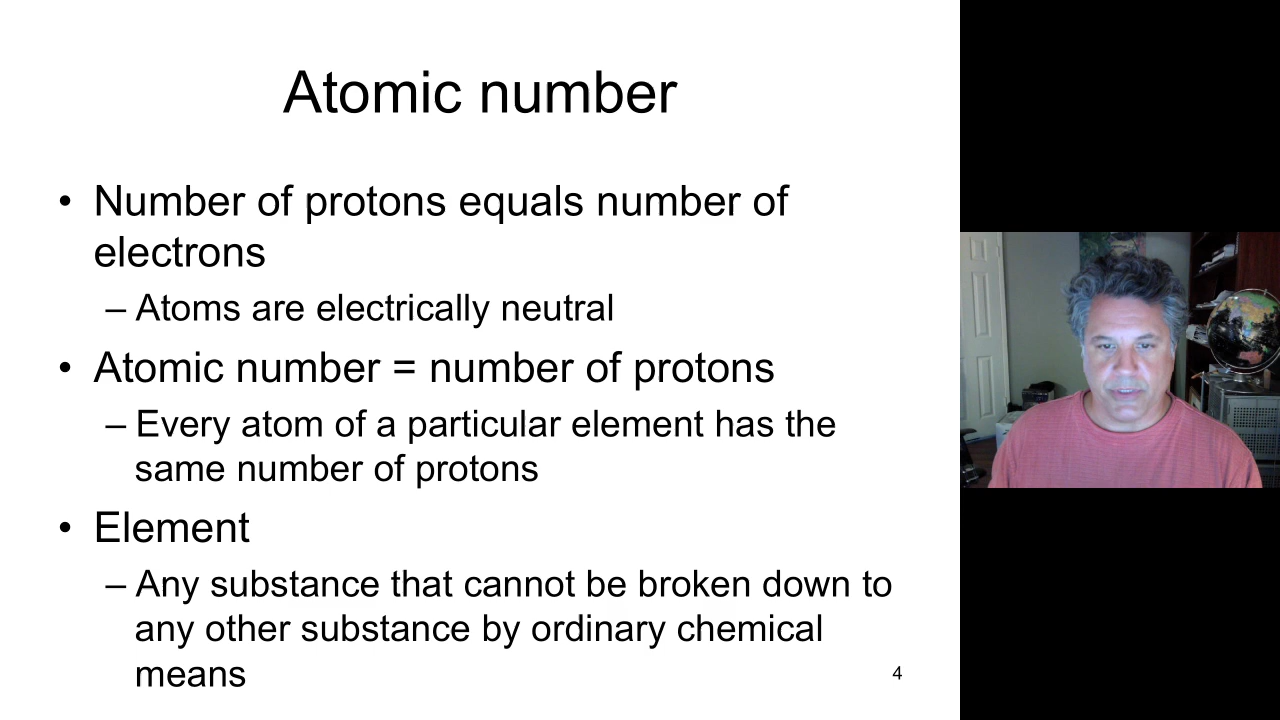 Atomic number
• Number of protons equals number of
electrons
– Atoms are electrically neutral
• Atomic number = number of protons
– Every atom of a particular element has the
same number of protons
• Element
– Any substance that cannot be broken down to
any other substance by ordinary chemical
means
4